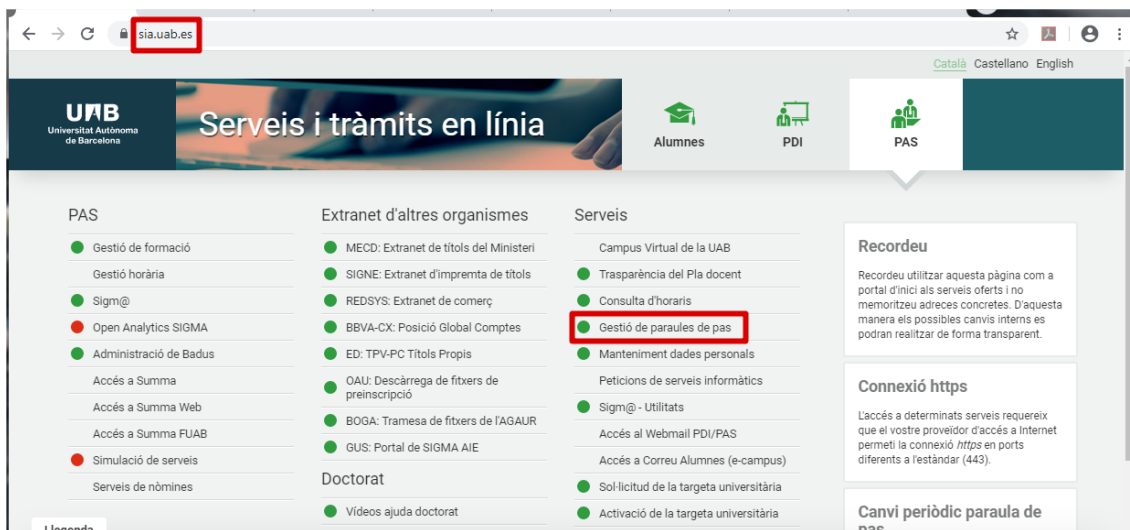 sia.uab.es
Català Castellano English
UAB
Universitat Autònoma
de Barcelona
Serveis i tràmits en línia
Alumnes
PDI
PAS
PAS
Gestió de formació
Gestió horària
Sigm@
Open Analytics SIGMA
Administració de Badus
Accés a Summa
Accés a Summa Web
Accés a Summa FUAB
Simulació de serveis
Serveis de nòmines
Extranet d'altres organismes
MECD: Extranet de títols del Ministeri
SIGNE: Extranet d'impremta de títols
REDSYS: Extranet de comerç
BBVA-CX: Posició Global Comptes
ED: TPV-PC Títols Propis
OAU: Descàrrega de fitxers de
preinscripció
BOGA: Tramesa de fitxers de l'AGAUR
GUS: Portal de SIGMA AIE
Doctorat
Vídeos ajuda doctorat
Serveis
Campus Virtual de la UAB
Trasparència del Pla docent
Consulta d'horaris
Gestió de paraules de pas
Manteniment dades personals
Peticions de serveis informàtics
Sigm@ - Utilitats
Accés al Webmail PDI/PAS
Accés a Correu Alumnes (e-campus)
Sol·licitud de la targeta universitària
Activació de la targeta universitària
Recordeu
Recordeu utilitzar aquesta pàgina com a
portal d'inici als serveis oferts i no
memoritzeu adreces concretes. D'aquesta
manera els possibles canvis interns es
podran realitzar de forma transparent.
Connexió https
L'accés a determinats serveis requereix
que el vostre proveïdor d'accés a Internet
permeti la connexió https en ports
diferents a l'estàndar (443).
Canvi periòdic paraula de
pas
Llegenda